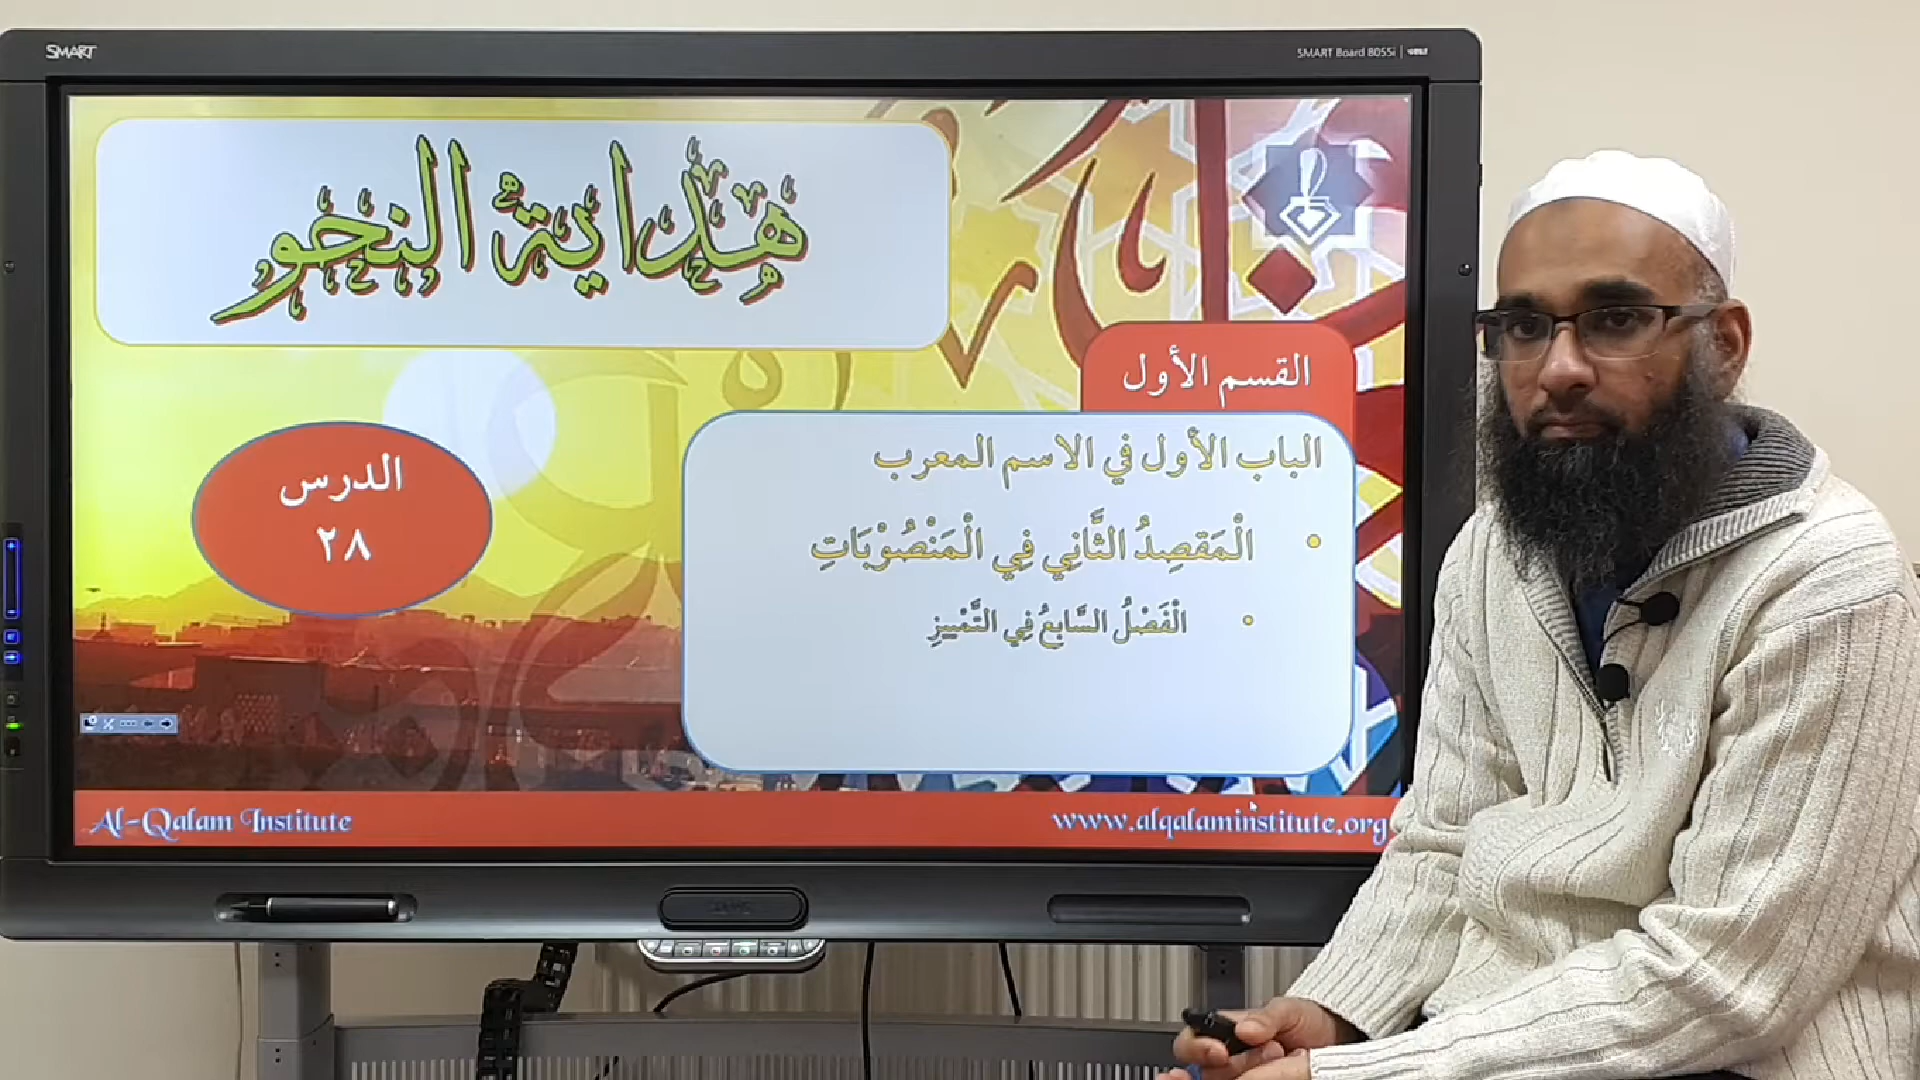 SMART
SMART Board 8055i
هداية النحو
القسم الأول
الباب الأول في الاسم المعرب
الْمَقصِدُ الثَّانِي فِي الْمَنْصُوْبَاتِ
الْفَصْلُ السَّابِعُ فِي التَّمْيِيزِ
الدرس
٢٨
Al-Qalam Institute
www.alqalaminstitute.org